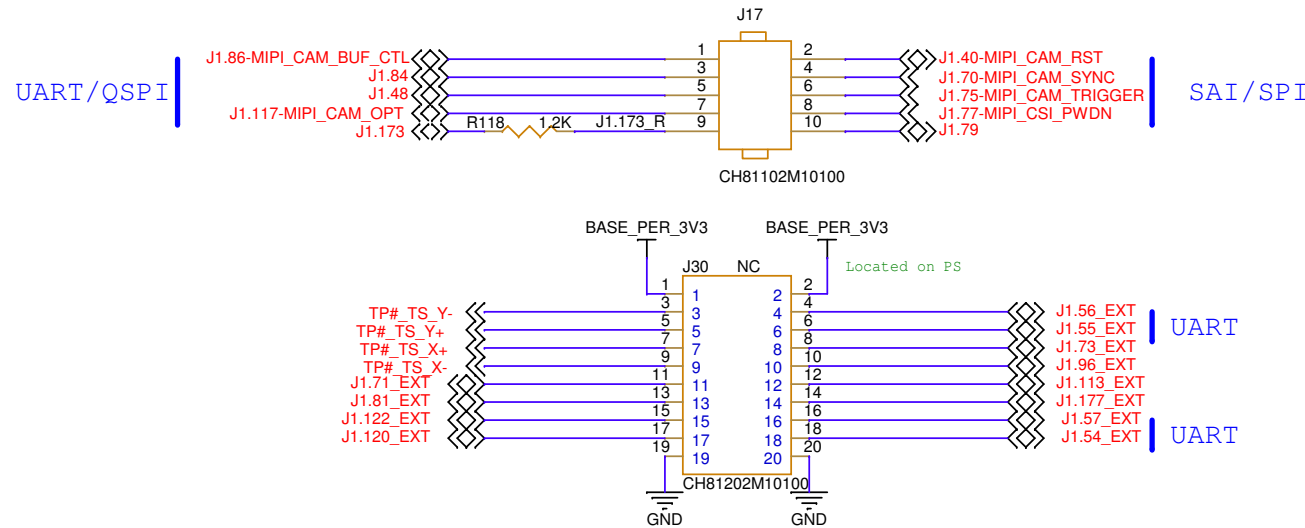 J17
J1.86-MIPI_CAM_BUF_CTL 1 2 J1.40-MIPI_CAM_RST
J1.84 3 4 J1.70-MIPI_CAM_SYNC
UART/QSPI J1.48 5 6 J1.75-MIPI_CAM_TRIGGER SAI/SPI
J1.117-MIPI_CAM_OPT 7 8 J1.77-MIPI_CSI_PWDN
J1.173 R118 1.2K J1.173_R 9 10 J1.79
CH81102M10100
BASE_PER_3V3 BASE_PER_3V3
J30 NC Located on PS
1 1 2 2
TP#_TS_Y- 3 3 4 4 J1.56_EXT
TP#_TS_Y+ 5 5 6 6 J1.55_EXT UART
TP#_TS_X+ 7 7 8 8 J1.73_EXT
TP#_TS_X- 9 9 10 10 J1.96_EXT
J1.71_EXT 11 11 12 12 J1.113_EXT
J1.81_EXT 13 13 14 14 J1.177_EXT
J1.122_EXT 15 15 16 16 J1.57_EXT
J1.120_EXT 17 17 18 18 J1.54_EXT UART
19 19 20 20
CH81202M10100
GND GND